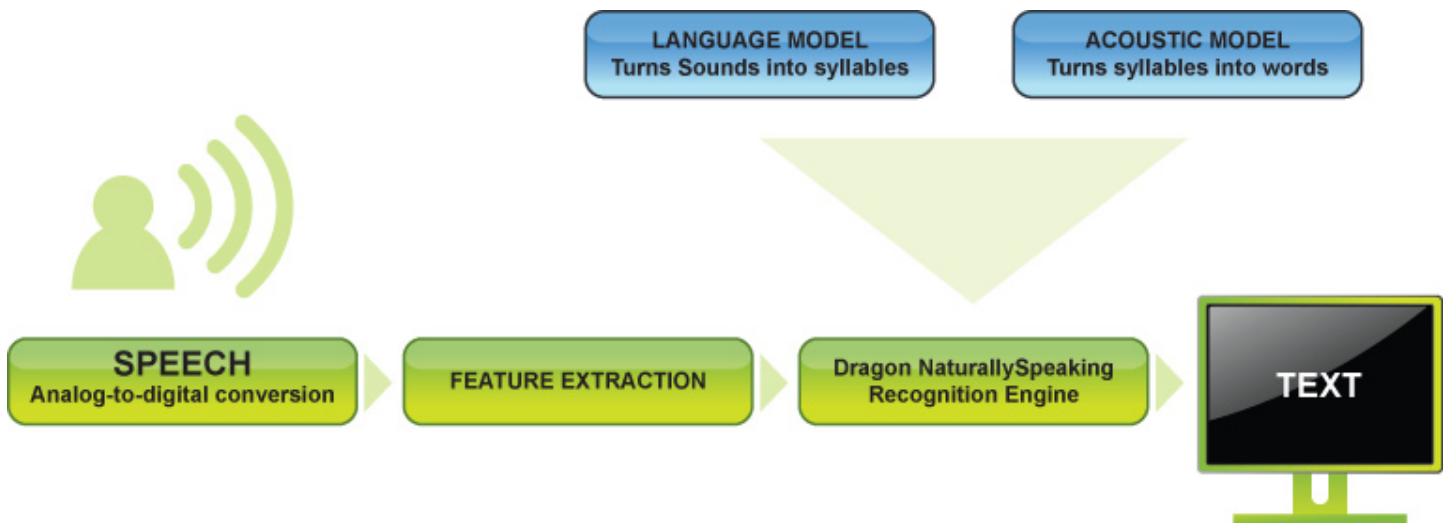 LANGUAGE MODEL
Turns Sounds into syllables
ACOUSTIC MODEL
Turns syllables into words
SPEECH
Analog-to-digital conversion
FEATURE EXTRACTION
Dragon NaturallySpeaking
Recognition Engine
TEXT